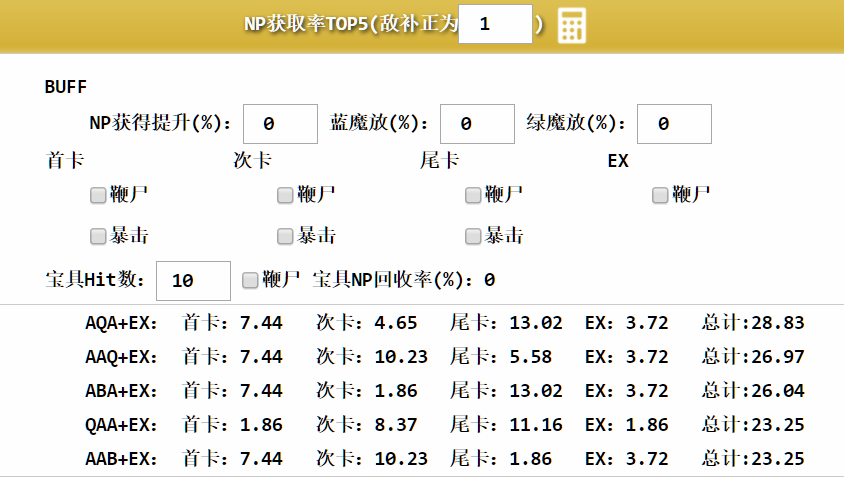 NP获取率TOP5(敌补正为 1 )
BUFF
NP获得提升(%): 0 蓝魔放(%): 0 绿魔放(%): 0
首卡 次卡 尾卡 EX
鞭尸 鞭尸 鞭尸 鞭尸
暴击 暴击 暴击
宝具Hit数: 10 鞭尸 宝具NP回收率(%):0
AQA+EX: 首卡:7.44 次卡:4.65 尾卡:13.02 EX:3.72 总计:28.83
AAQ+EX: 首卡:7.44 次卡:10.23 尾卡:5.58 EX:3.72 总计:26.97
ABA+EX: 首卡:7.44 次卡:1.86 尾卡:13.02 EX:3.72 总计:26.04
QAA+EX: 首卡:1.86 次卡:8.37 尾卡:11.16 EX:1.86 总计:23.25
AAB+EX: 首卡:7.44 次卡:10.23 尾卡:1.86 EX:3.72 总计:23.25